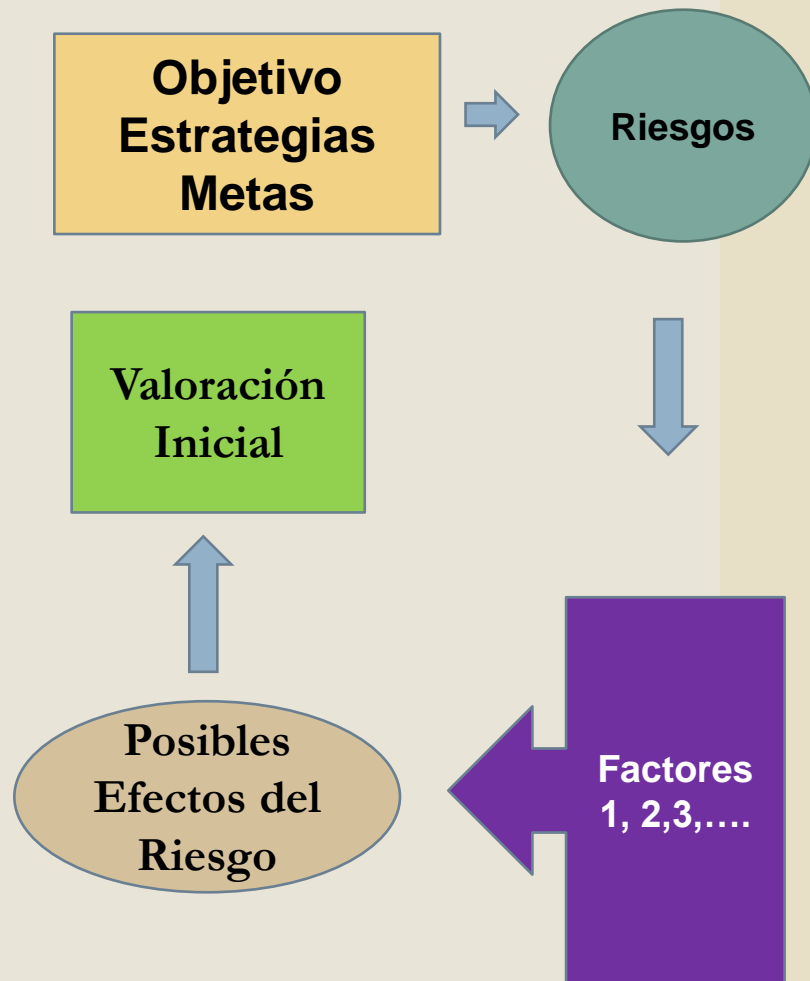 Objetivo
Estrategias
Metas
Riesgos
Valoración
Inicial
Posibles
Efectos del
Riesgo
Factores
1, 2,3,….